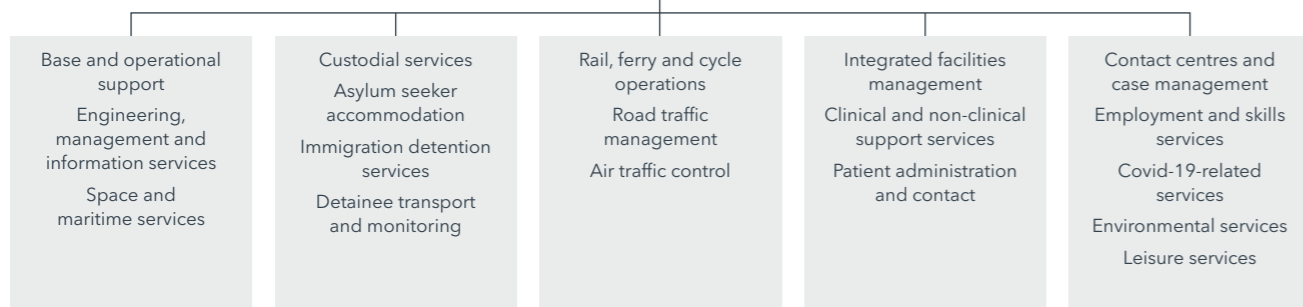 Base and operational
support
Engineering,
management and
information services
Space and
maritime services
Custodial services
Asylum seeker
accommodation
Immigration detention
services
Detainee transport
and monitoring
Rail, ferry and cycle
operations
Road traffic
management
Air traffic control
Integrated facilities
management
Clinical and non-clinical
support services
Patient administration
and contact
Contact centres and
case management
Employment and skills
services
Covid-19-related
services
Environmental services
Leisure services